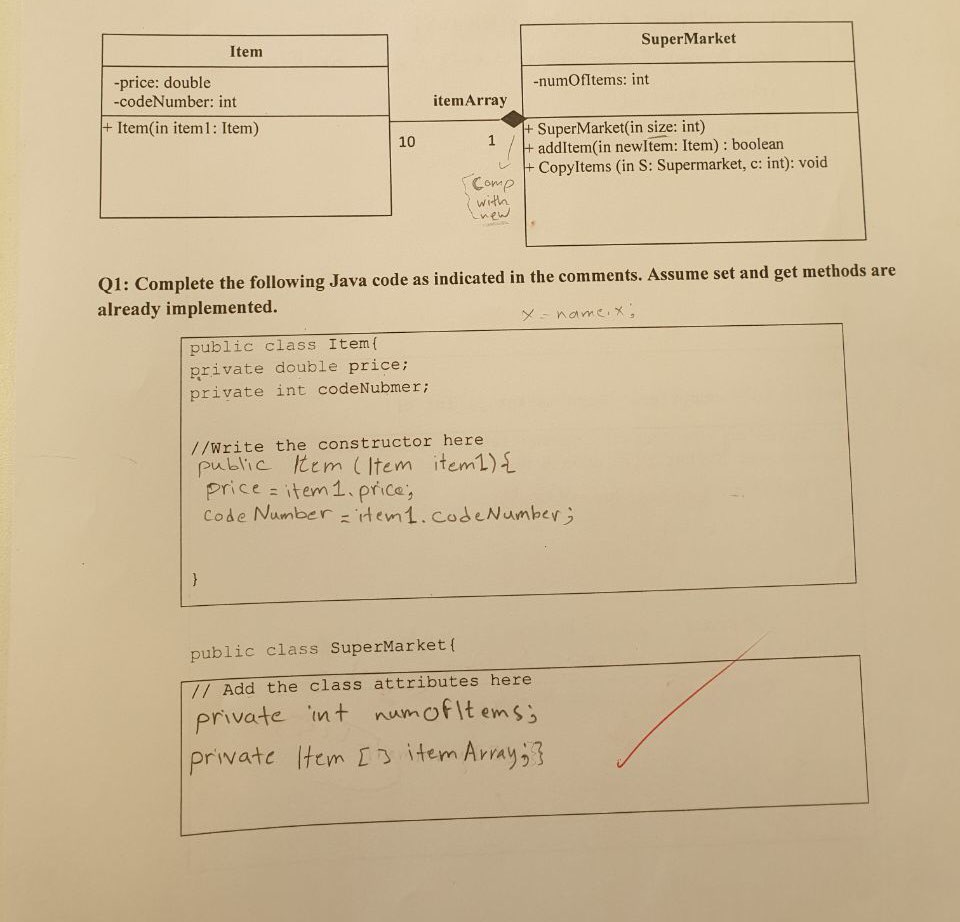 Item
-price: double
-codeNumber: int
+ Item(in item1: Item)
itemArray
10
1
SuperMarket
-numOfItems: int
+ SuperMarket(in size: int)
+ addItem(in newItem: Item) : boolean
+ CopyItems (in S: Supermarket, c: int): void
Comp
with
new
Q1: Complete the following Java code as indicated in the comments. Assume set and get methods are
already implemented.
x = name.x;
public class Item{
private double price;
private int codeNubmer;
//Write the constructor here
public Item (Item item1){
price = item1.price;
code Number = item1.codeNumber;
}
public class SuperMarket{
// Add the class attributes here
private int numofItems;
private Item [] itemArray;}